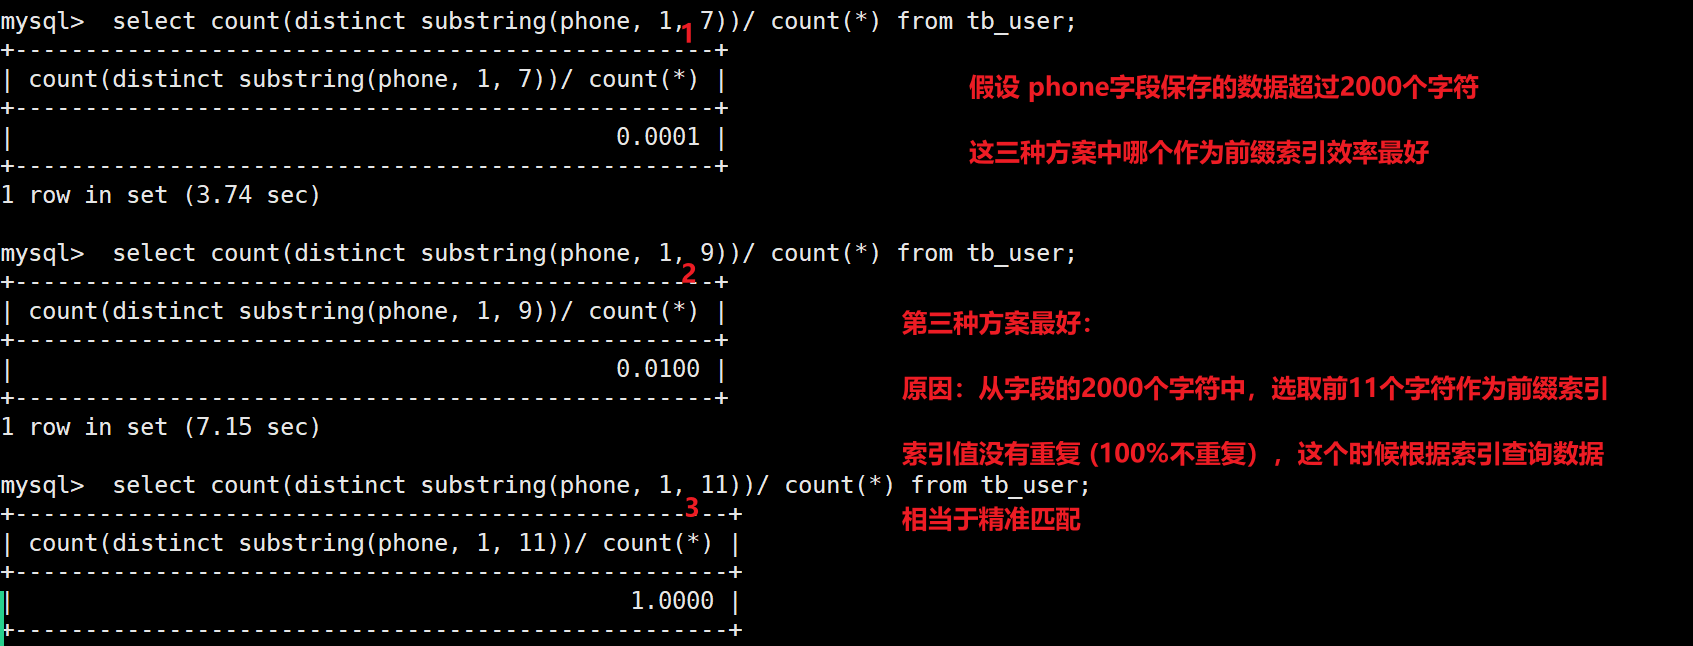 mysql>  select count(distinct substring(phone, 1, 7))/ count(*) from tb_user;
1
+--------------------------------------------------+
| count(distinct substring(phone, 1, 7))/ count(*) |
假设 phone字段保存的数据超过2000个字符
+--------------------------------------------------+
|                                           0.0001 |
这三种方案中哪个作为前缀索引效率最好
+--------------------------------------------------+
1 row in set (3.74 sec)
mysql>  select count(distinct substring(phone, 1, 9))/ count(*) from tb_user;
2
+--------------------------------------------------+
| count(distinct substring(phone, 1, 9))/ count(*) |
第三种方案最好：
+--------------------------------------------------+
|                                           0.0100 |
原因：从字段的2000个字符中，选取前11个字符作为前缀索引
+--------------------------------------------------+
1 row in set (7.15 sec)
索引值没有重复 (100%不重复），这个时候根据索引查询数据
mysql>  select count(distinct substring(phone, 1, 11))/ count(*) from tb_user;
3
+---------------------------------------------------+
相当于精准匹配
| count(distinct substring(phone, 1, 11))/ count(*) |
+---------------------------------------------------+
|                                            1.0000 |
+---------------------------------------------------+